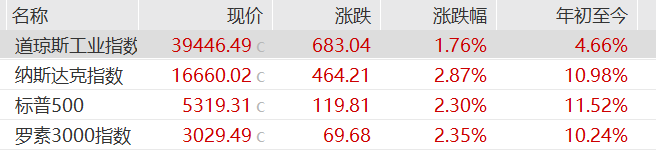 名称 现价 涨跌 涨跌幅 年初至今
道琼斯工业指数 39446.49 c 683.04 1.76% 4.66%
纳斯达克指数 16660.02 c 464.21 2.87% 10.98%
标普500 5319.31 c 119.81 2.30% 11.52%
罗素3000指数 3029.49 c 69.68 2.35% 10.24%